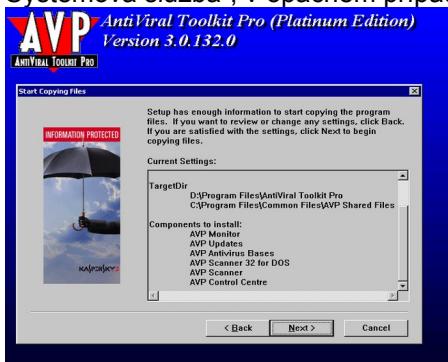 Systémová služba", v opačném přípa
AVP
AntiViral Toolkit Pro
AntiViral Toolkit Pro (Platinum Edition)
Version 3.0.132.0
Start Copying Files
Setup has enough information to start copying the program
files. If you want to review or change any settings, click Back.
If you are satisfied with the settings, click Next to begin
copying files.
INFORMATION PROTECTED
Current Settings:
TargetDir
D:\Program Files\AntiViral Toolkit Pro
C:\Program Files\Common Files\AVP Shared Files
Components to install:
AVP Monitor
AVP Updates
AVP Antivirus Bases
AVP Scanner 32 for DOS
AVP Scanner
AVP Control Centre
KASPERSKY
< Back
Next >
Cancel